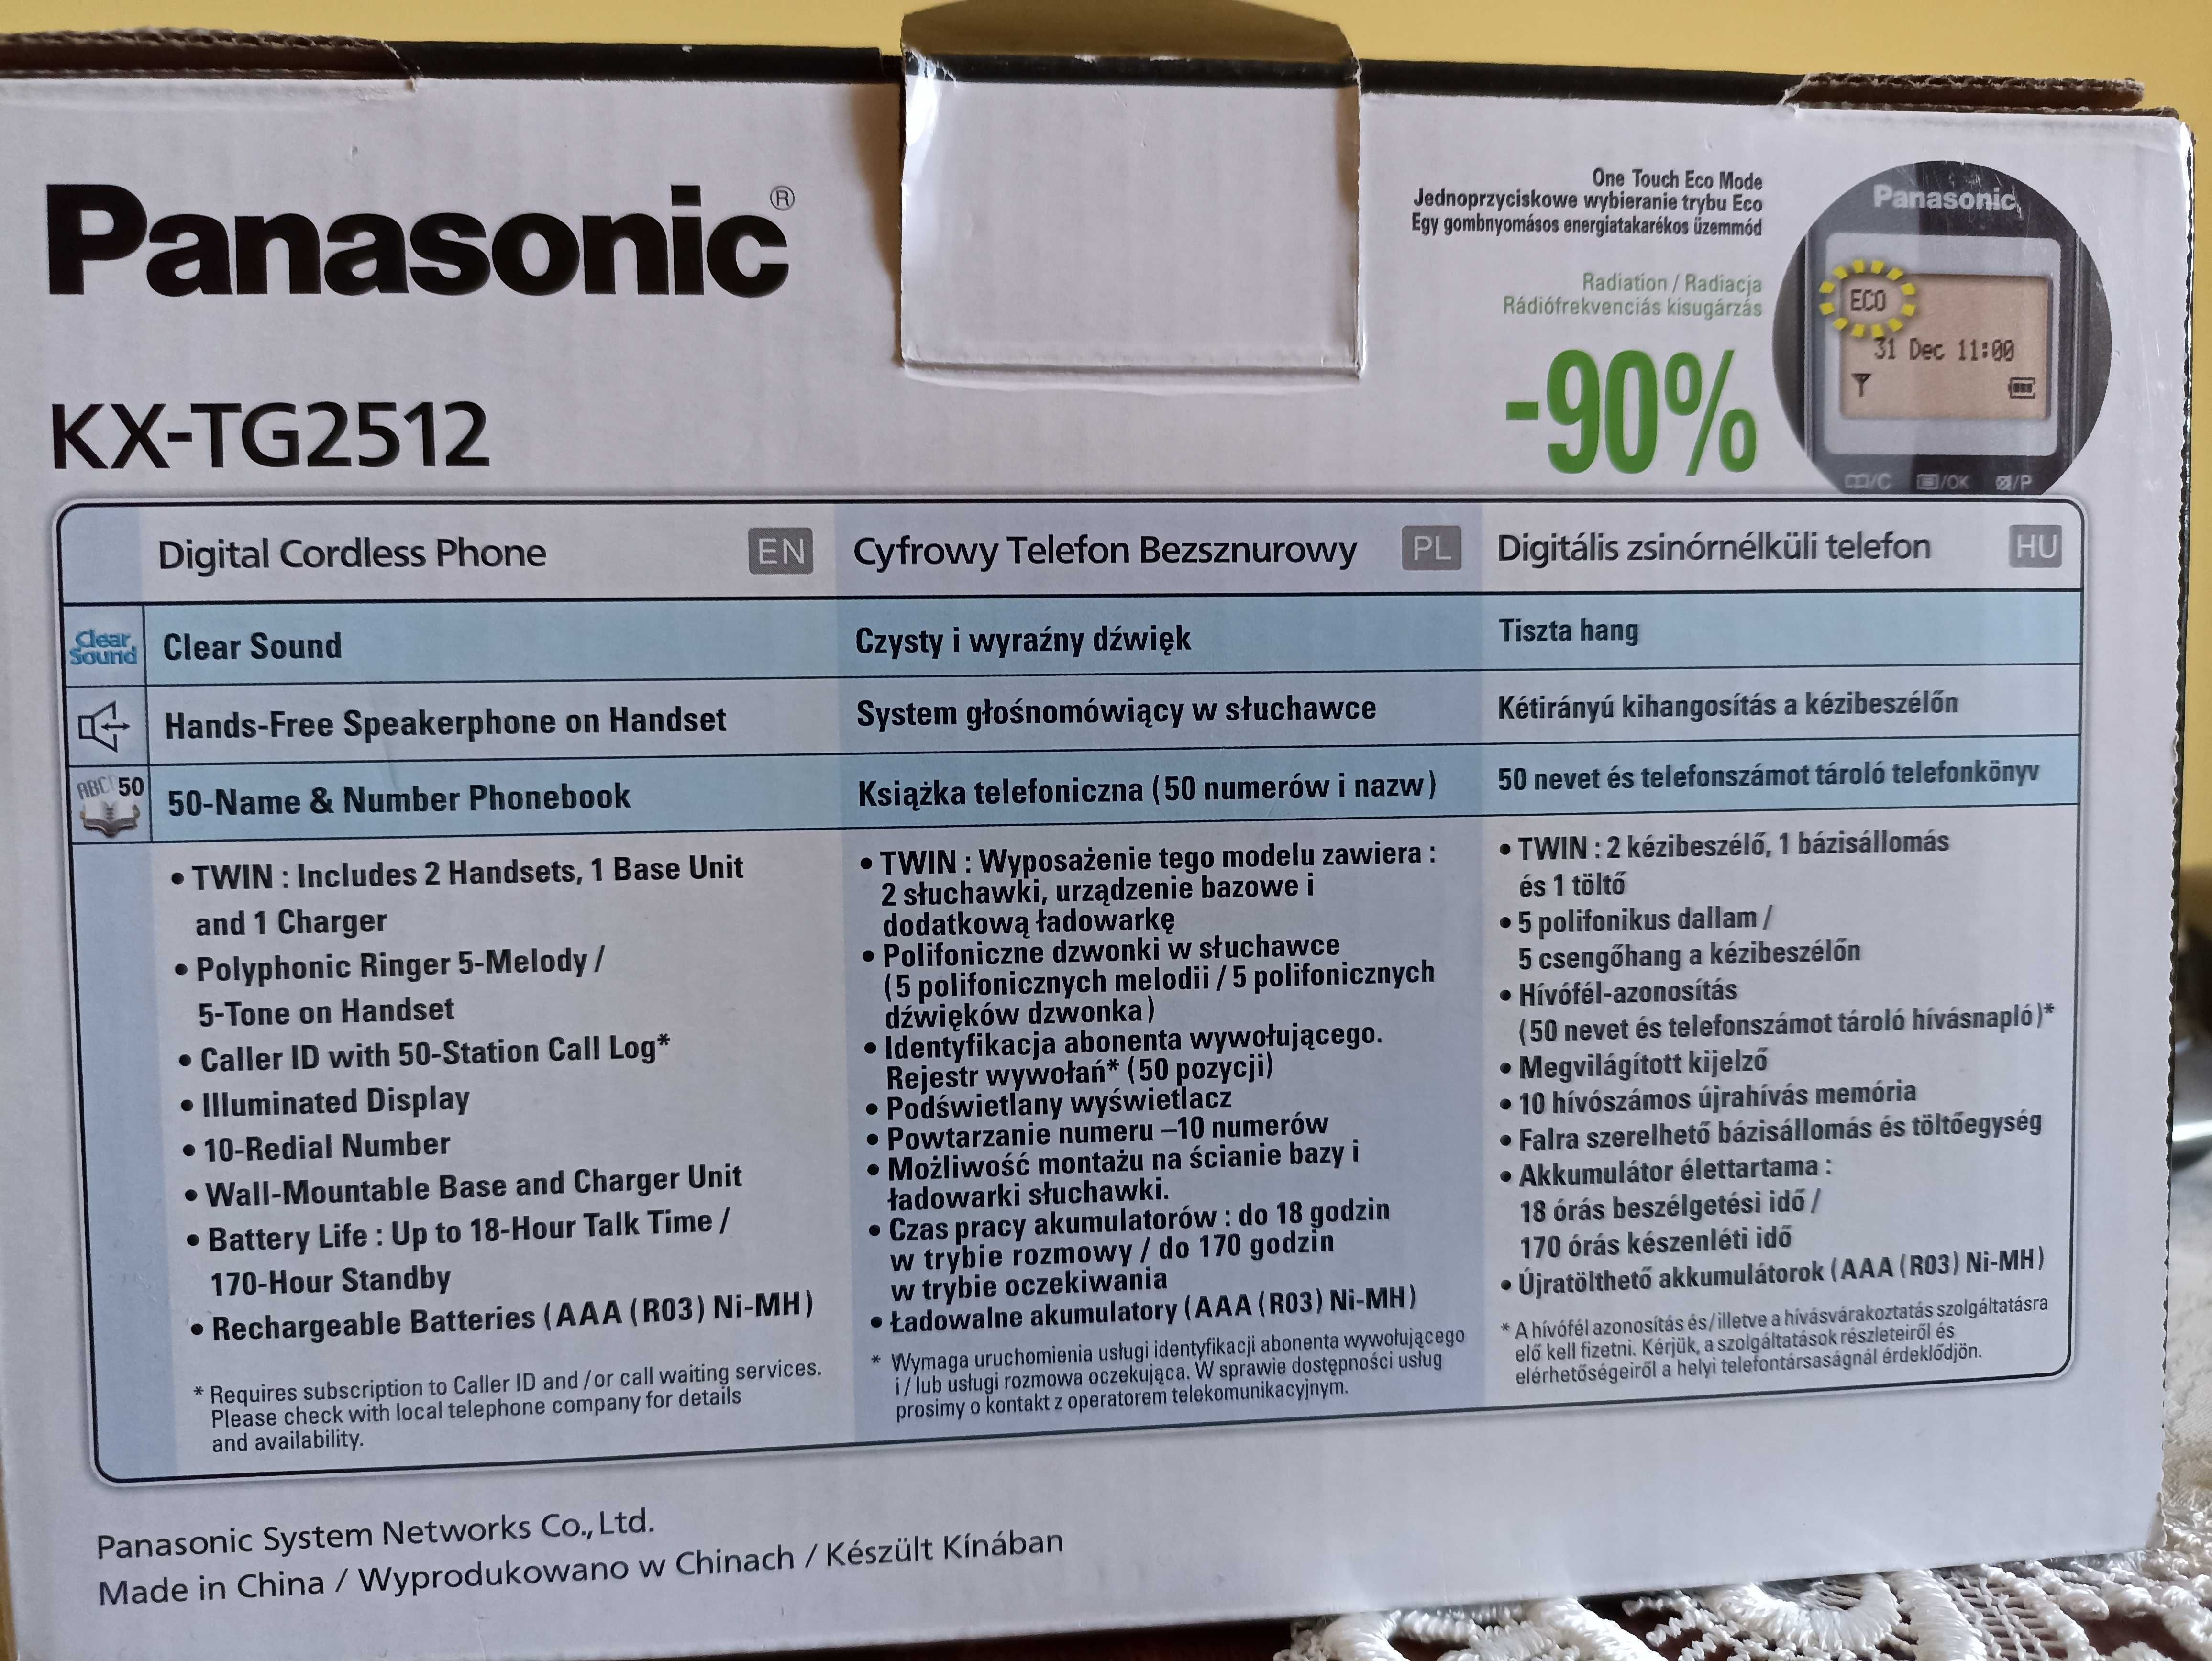 Panasonic®
KX-TG2512
One Touch Eco Mode
Jednoprzyciskowe wybieranie trybu Eco
Egy gombnyomásos energiatakarékos üzemmód
Radiation / Radiacja
Rádiófrekvenciás kisugárzás
-90%
Panasonic
ECO
31 Dec 11:00
/C /OK /P
Digital Cordless Phone EN
Clear Sound
Clear Sound
Hands-Free Speakerphone on Handset
ABC 50
50-Name & Number Phonebook
• TWIN : Includes 2 Handsets, 1 Base Unit
and 1 Charger
• Polyphonic Ringer 5-Melody /
5-Tone on Handset
• Caller ID with 50-Station Call Log*
• Illuminated Display
• 10-Redial Number
• Wall-Mountable Base and Charger Unit
• Battery Life : Up to 18-Hour Talk Time /
170-Hour Standby
• Rechargeable Batteries (AAA (R03) Ni-MH)
* Requires subscription to Caller ID and/or call waiting services.
Please check with local telephone company for details
and availability.
Cyfrowy Telefon Bezsznurowy PL
Czysty i wyraźny dźwięk
System głośnomówiący w słuchawce
Książka telefoniczna (50 numerów i nazw)
• TWIN : Wyposażenie tego modelu zawiera :
2 słuchawki, urządzenie bazowe i
dodatkową ładowarkę
• Polifoniczne dzwonki w słuchawce
(5 polifonicznych melodii / 5 polifonicznych
dźwięków dzwonka)
• Identyfikacja abonenta wywołującego.
Rejestr wywołań* (50 pozycji)
• Podświetlany wyświetlacz
• Powtarzanie numeru –10 numerów
• Możliwość montażu na ścianie bazy i
ładowarki słuchawki.
• Czas pracy akumulatorów : do 18 godzin
w trybie rozmowy / do 170 godzin
w trybie oczekiwania
• Ładowalne akumulatory (AAA (R03) Ni-MH)
* Wymaga uruchomienia usługi identyfikacji abonenta wywołującego
i / lub usługi rozmowa oczekująca. W sprawie dostępności usług
prosimy o kontakt z operatorem telekomunikacyjnym.
Digitális zsinórnélküli telefon HU
Tiszta hang
Kétirányú kihangosítás a kézibeszélőn
50 nevet és telefonszámot tároló telefonkönyv
• TWIN : 2 kézibeszélő, 1 bázisállomás
és 1 töltő
• 5 polifonikus dallam /
5 csengőhang a kézibeszélőn
• Hívófél-azonosítás
(50 nevet és telefonszámot tároló hívásnapló)*
• Megvilágított kijelző
• 10 hívószámos újrahívás memória
• Falra szerelhető bázisállomás és töltőegység
• Akkumulátor élettartama :
18 órás beszélgetési idő /
170 órás készenléti idő
• Újratölthető akkumulátorok (AAA (R03) Ni-MH)
* A hívófél azonosítás és/illetve a hívásvárakoztatás szolgáltatásra
elő kell fizetni. Kérjük, a szolgáltatások részleteiről és
elérhetőségeiről a helyi telefontársaságnál érdeklődjön.
Panasonic System Networks Co., Ltd.
Made in China / Wyprodukowano w Chinach / Készült Kínában